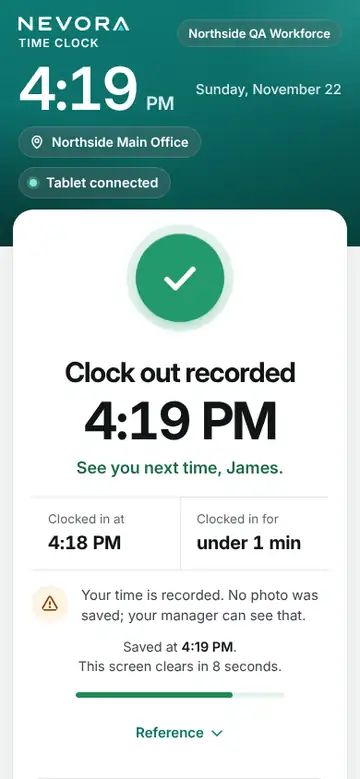 NEVORA
TIME CLOCK
Northside QA Workforce
4:19 PM
Sunday, November 22
Northside Main Office
Tablet connected
Clock out recorded
4:19 PM
See you next time, James.
Clocked in at
4:18 PM
Clocked in for
under 1 min
Your time is recorded. No photo was
saved; your manager can see that.
Saved at 4:19 PM.
This screen clears in 8 seconds.
Reference